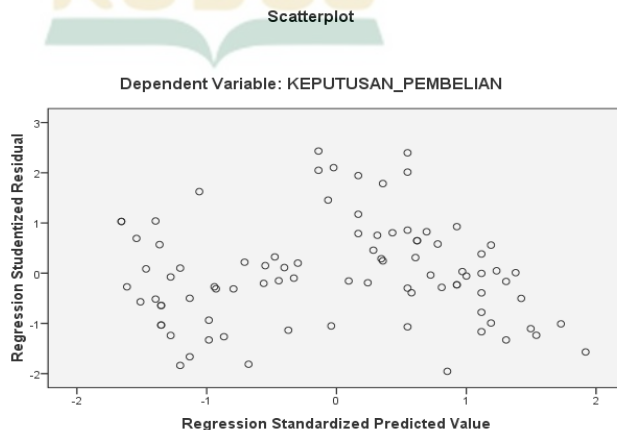 Scatterplot
Dependent Variable: KEPUTUSAN_PEMBELIAN
Regression Studentized Residual
3
2
1
0
-1
-2
-2
-1
0
1
2
Regression Standardized Predicted Value